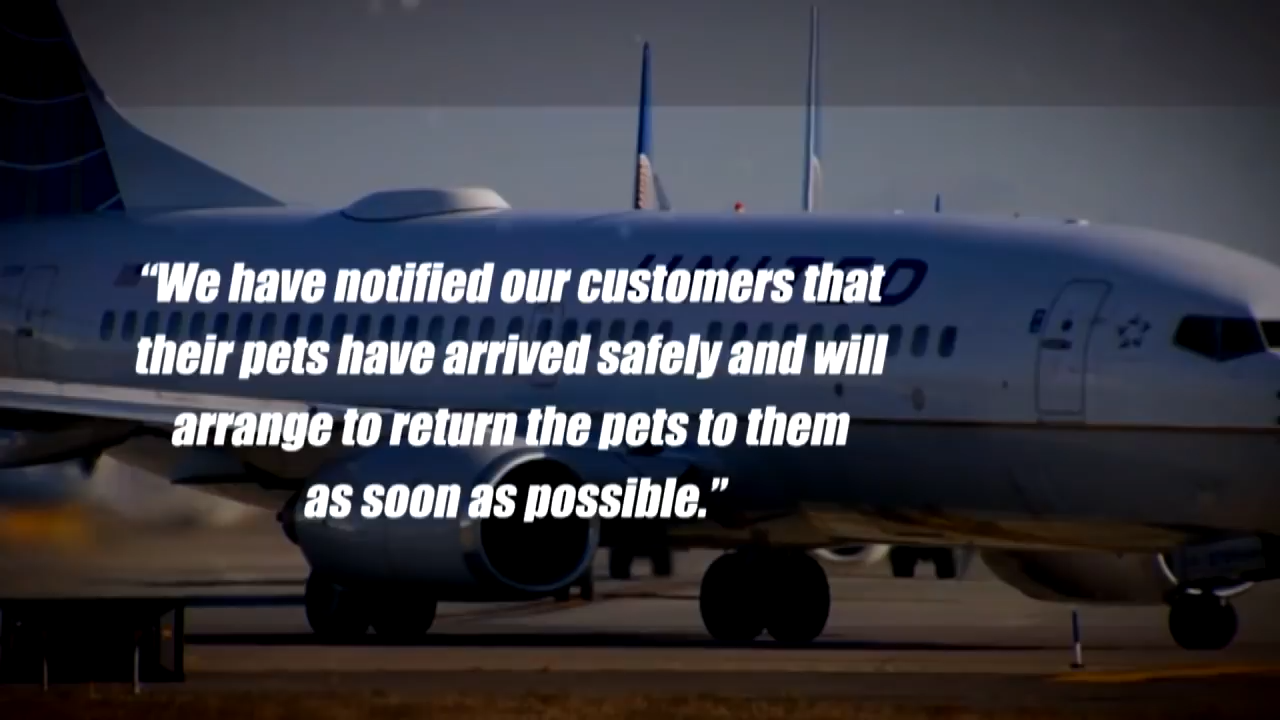 UNITED
“We have notified our customers that
their pets have arrived safely and will
arrange to return the pets to them
as soon as possible.”